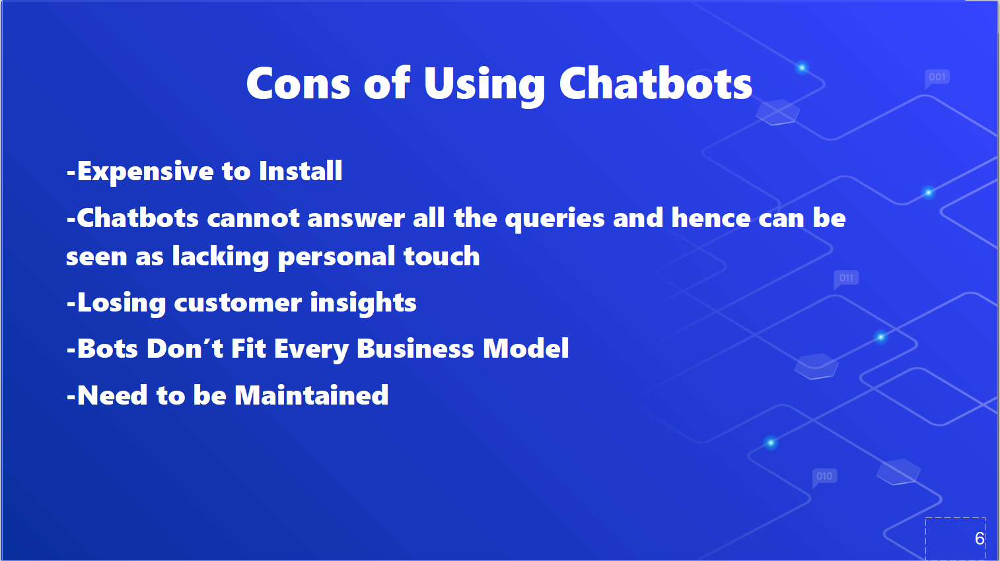 Cons of Using Chatbots
001
-Expensive to Install
-Chatbots cannot answer all the queries and hence can be
seen as lacking personal touch
011
-Losing customer insights
-Bots Don´t Fit Every Business Model
-Need to be Maintained
010
6